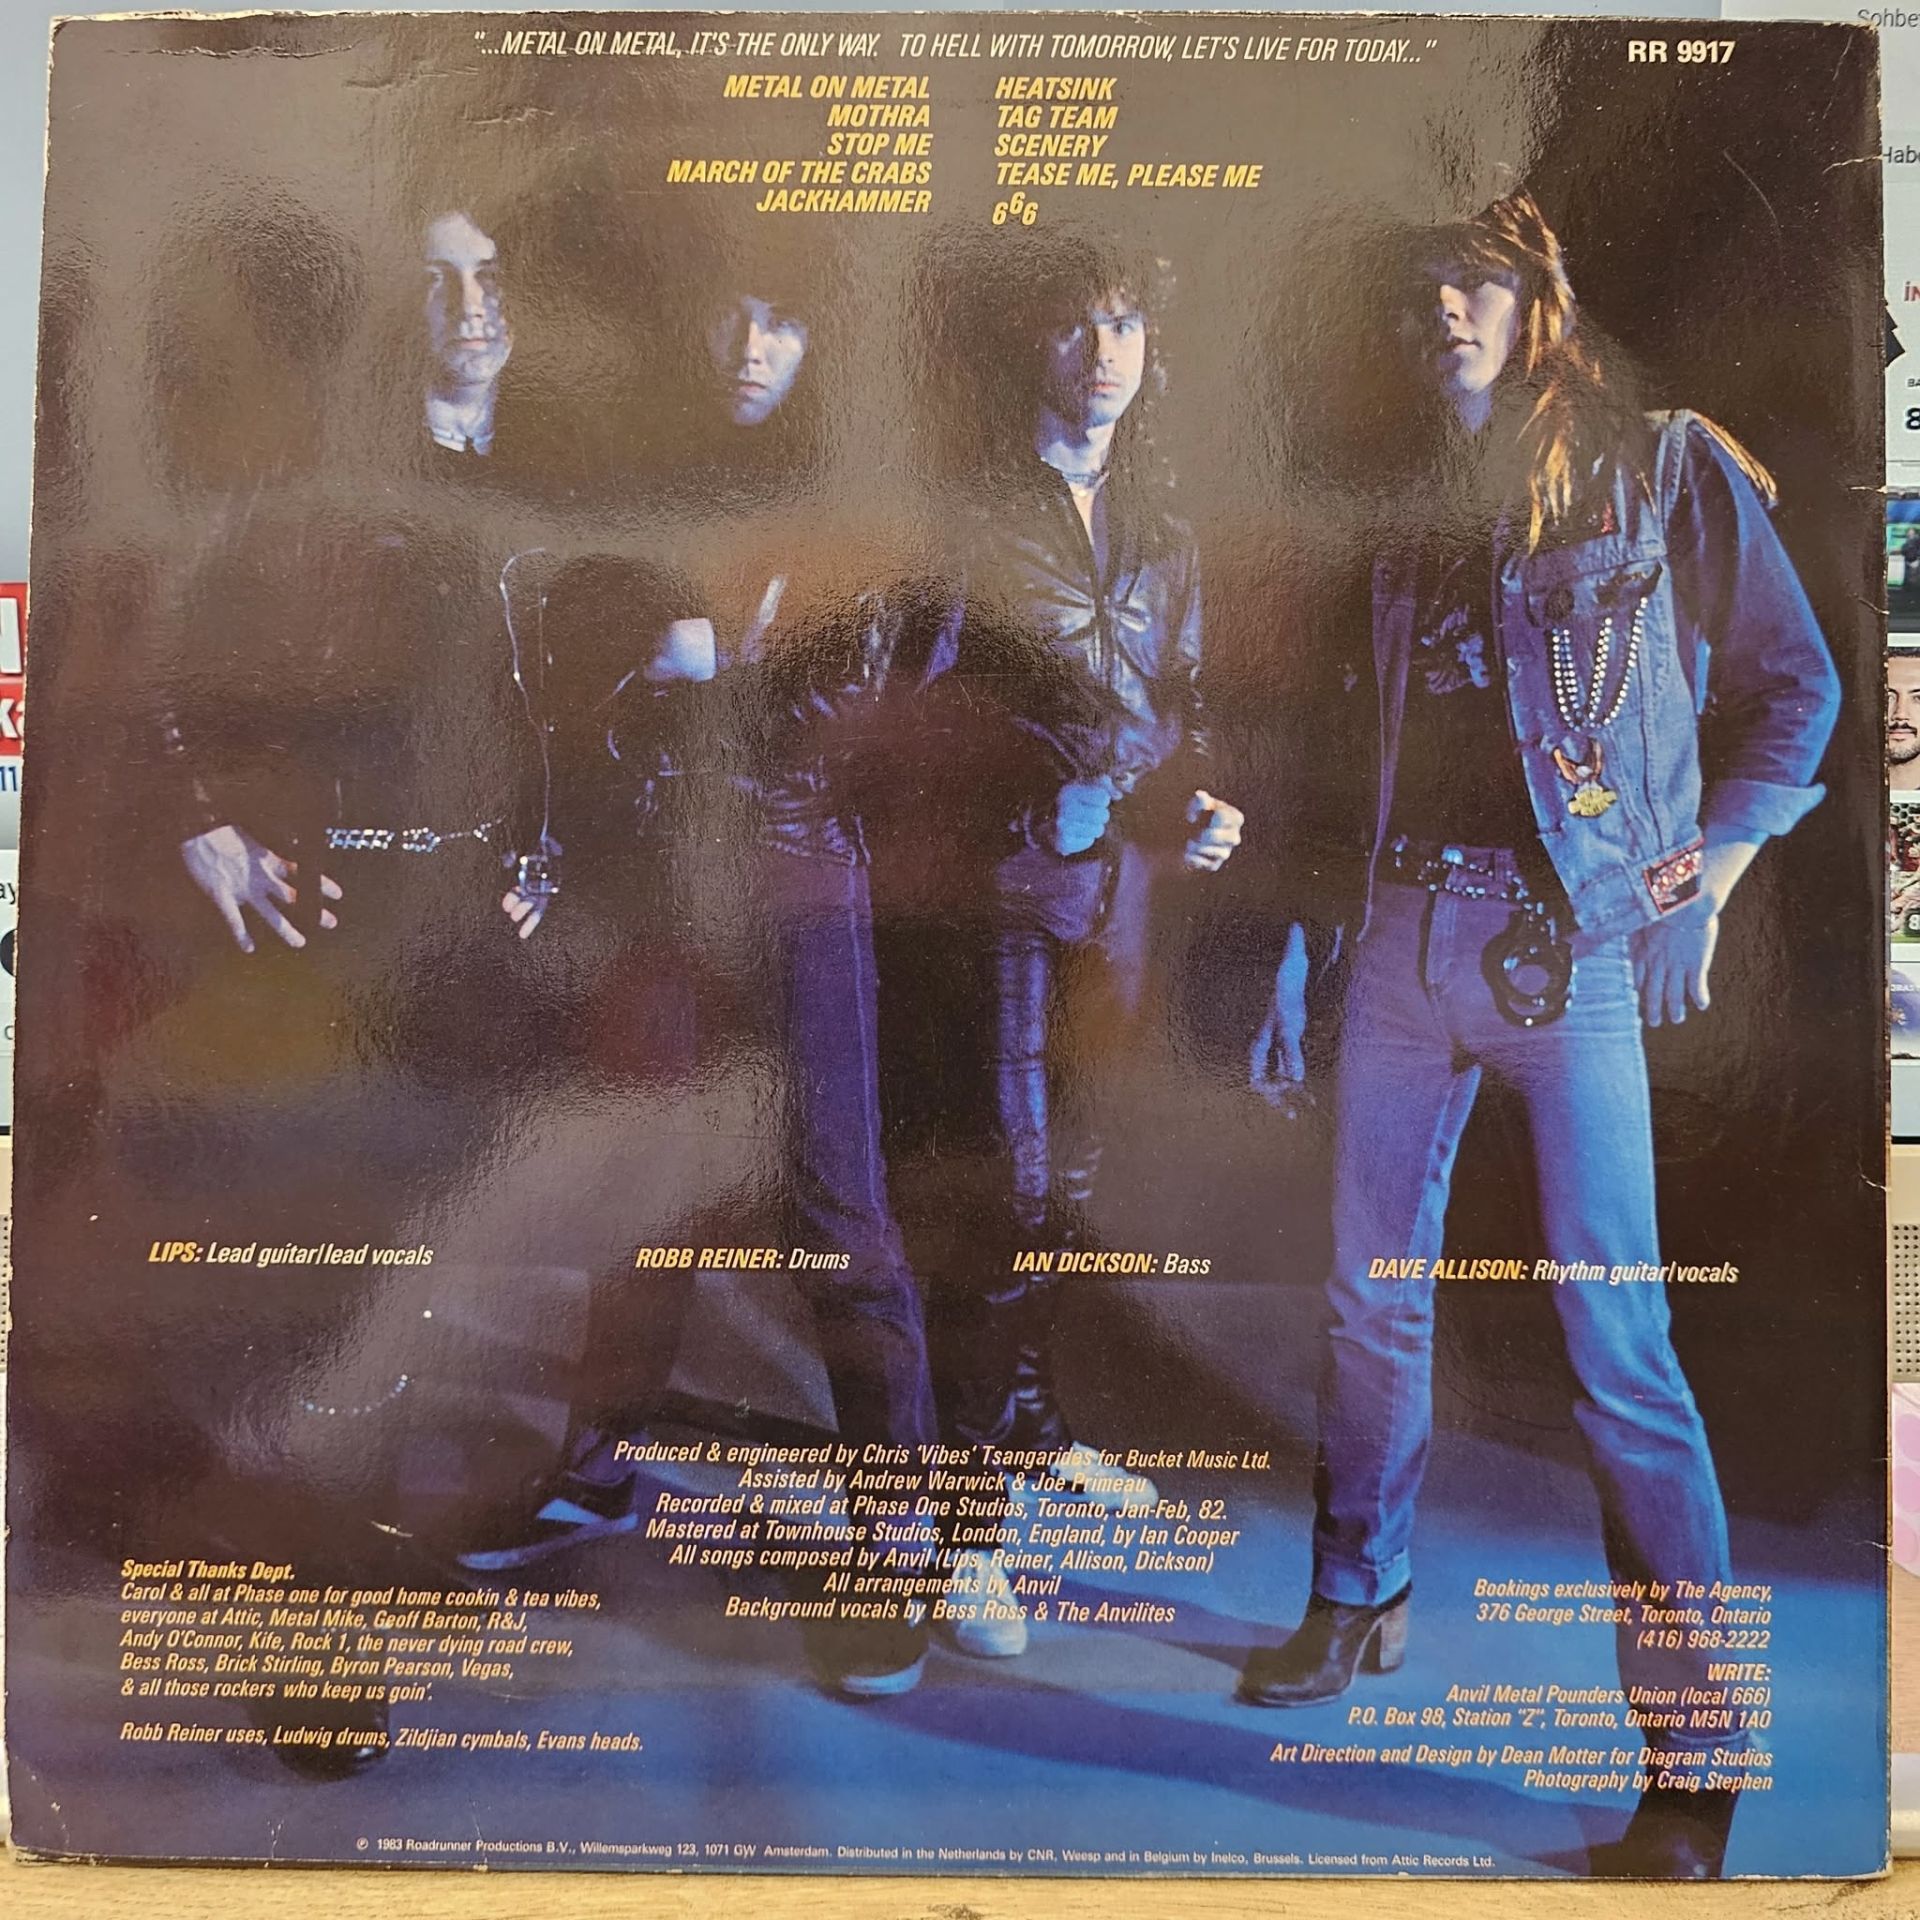 "...METAL ON METAL, IT'S THE ONLY WAY. TO HELL WITH TOMORROW, LET'S LIVE FOR TODAY..."
RR 9917
METAL ON METAL
MOTHRA
STOP ME
MARCH OF THE CRABS
JACKHAMMER
HEATSINK
TAG TEAM
SCENERY
TEASE ME, PLEASE ME
666
LIPS: Lead guitar/lead vocals
ROBB REINER: Drums
IAN DICKSON: Bass
DAVE ALLISON: Rhythm guitar/vocals
Produced & engineered by Chris 'Vibes' Tsangarides for Bucket Music Ltd.
Assisted by Andrew Warwick & Joe Primeau
Recorded & mixed at Phase One Studios, Toronto, Jan-Feb, 82.
Mastered at Townhouse Studios, London, England, by Ian Cooper
All songs composed by Anvil (Lips, Reiner, Allison, Dickson)
All arrangements by Anvil
Background vocals by Bess Ross & The Anvilites
Special Thanks Dept.
Carol & all at Phase one for good home cookin & tea vibes,
everyone at Attic, Metal Mike, Geoff Barton, R&J,
Andy O'Connor, Kife, Rock 1, the never dying road crew,
Bess Ross, Brick Stirling, Byron Pearson, Vegas,
& all those rockers who keep us goin'.
Robb Reiner uses, Ludwig drums, Zildjian cymbals, Evans heads.
Bookings exclusively by The Agency,
376 George Street, Toronto, Ontario
(416) 968-2222
WRITE:
Anvil Metal Pounders Union (local 666)
P.O. Box 98, Station "Z", Toronto, Ontario M5N 1A0
Art Direction and Design by Dean Motter for Diagram Studios
Photography by Craig Stephen
℗ 1983 Roadrunner Productions B.V., Willemsparkweg 123, 1071 GW Amsterdam. Distributed in the Netherlands by CNR, Weesp and in Belgium by Inelco, Brussels. Licensed from Attic Records Ltd.